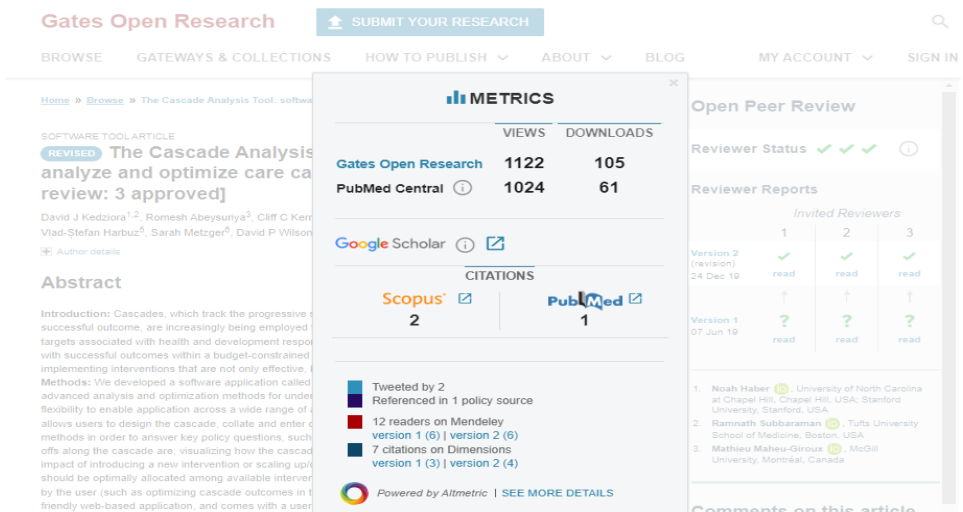 Gates Open Research
SUBMIT YOUR RESEARCH
BROWSE GATEWAYS & COLLECTIONS HOW TO PUBLISH ABOUT BLOG MY ACCOUNT SIGN IN
Home » Browse » The Cascade Analysis Tool: softwa
SOFTWARE TOOL ARTICLE
REVISED The Cascade Analysis
analyze and optimize care ca
review: 3 approved]
David J Kedziora1,2, Romesh Abeysuriya3, Cliff C Kerr
Vlad-Ștefan Harbuz5, Sarah Metzger6, David P Wilson
Author details
Abstract
Introduction: Cascades, which track the progressive s
successful outcome, are increasingly being employed
targets associated with health and development respo
with successful outcomes within a budget-constrained
implementing interventions that are not only effective,
Methods: We developed a software application called
advanced analysis and optimization methods for under
flexibility to enable application across a wide range of a
allows users to design the cascade, collate and enter d
methods in order to answer key policy questions, such
offs along the cascade are; visualizing how the cascad
impact of introducing a new intervention or scaling up/d
should be optimally allocated among available interven
by the user (such as optimizing cascade outcomes in t
friendly web-based application, and comes with a user
×
METRICS
VIEWS DOWNLOADS
Gates Open Research 1122 105
PubMed Central 1024 61
Google Scholar
CITATIONS
Scopus PubMed
2 1
Tweeted by 2
Referenced in 1 policy source
12 readers on Mendeley
version 1 (6) | version 2 (6)
7 citations on Dimensions
version 1 (3) | version 2 (4)
Powered by Altmetric | SEE MORE DETAILS
Open Peer Review
Reviewer Status
Reviewer Reports
Invited Reviewers
1 2 3
Version 2
(revision)
24 Dec 19 read read read
Version 1 ? ? ?
07 Jun 19 read read read
1. Noah Haber iD, University of North Carolina
at Chapel Hill, Chapel Hill, USA; Stanford
University, Stanford, USA
2. Ramnath Subbaraman iD, Tufts University
School of Medicine, Boston, USA
3. Mathieu Maheu-Giroux iD, McGill
University, Montréal, Canada
Comments on this article